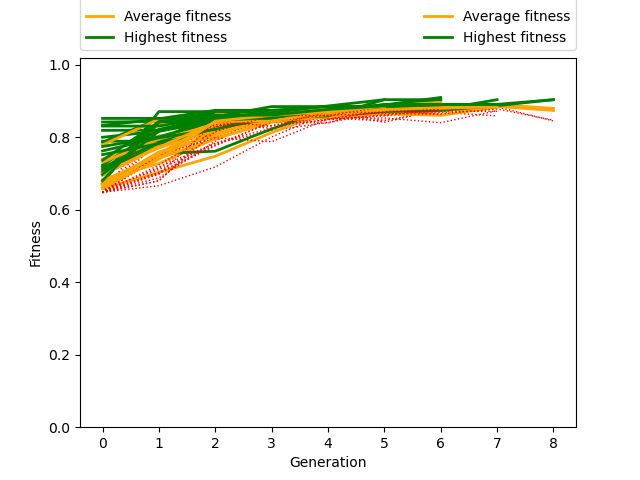 Average fitness Average fitness
Highest fitness Highest fitness
1.0
0.8
0.6
0.4
0.2
0.0
Fitness
0 1 2 3 4 5 6 7 8
Generation